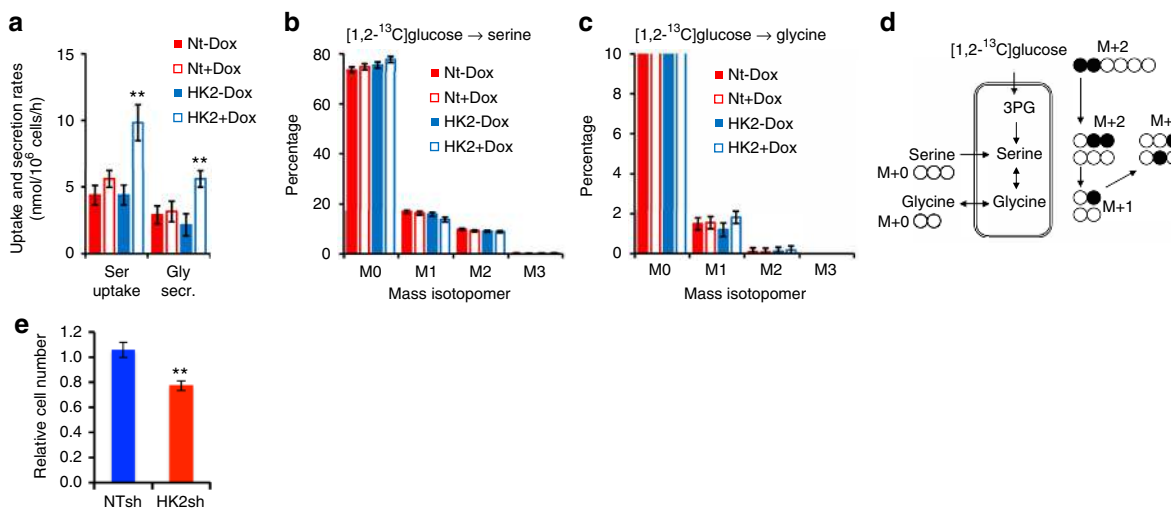 a
Uptake and secretion rates
(nmol/10⁶ cells/h)
15
10
5
0
Nt-Dox
Nt+Dox
HK2-Dox
HK2+Dox
**
**
Ser
uptake
Gly
secr.
b
[1,2-¹³C]glucose → serine
Percentage
80
60
40
20
0
Nt-Dox
Nt+Dox
HK2-Dox
HK2+Dox
M0 M1 M2 M3
Mass isotopomer
c
[1,2-¹³C]glucose → glycine
Percentage
10
8
6
4
2
0
Nt-Dox
Nt+Dox
HK2-Dox
HK2+Dox
M0 M1 M2 M3
Mass isotopomer
d
[1,2-¹³C]glucose
M+2
3PG
M+2
Serine
M+0
Serine
Glycine
M+0
Glycine
M+1
e
Relative cell number
1.2
1.0
0.8
0.6
0.4
0.2
0.0
**
NTsh HK2sh